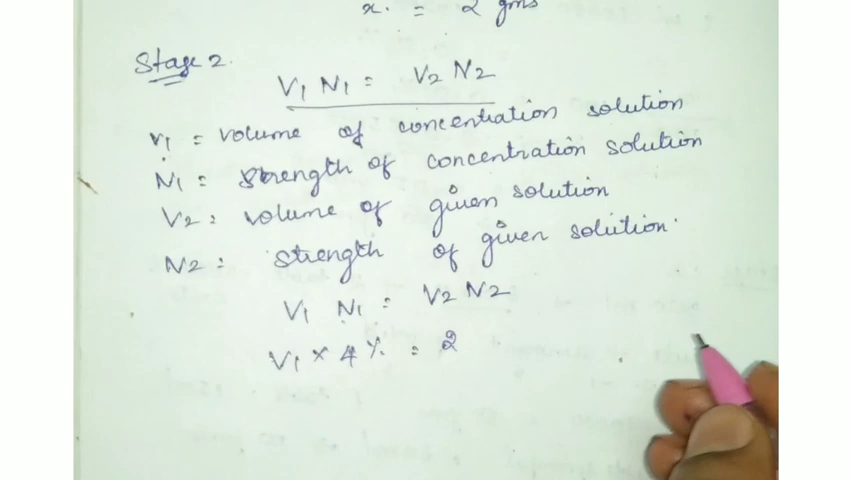 x. = 2 gms
Stage 2.
V₁ N₁ = V₂ N₂
V₁ = volume of concentration solution
N₁ = strength of concentration solution
V₂ = volume of given solution
N₂ = strength of given solution.
V₁ N₁ = V₂ N₂
V₁ × 4 % = 2